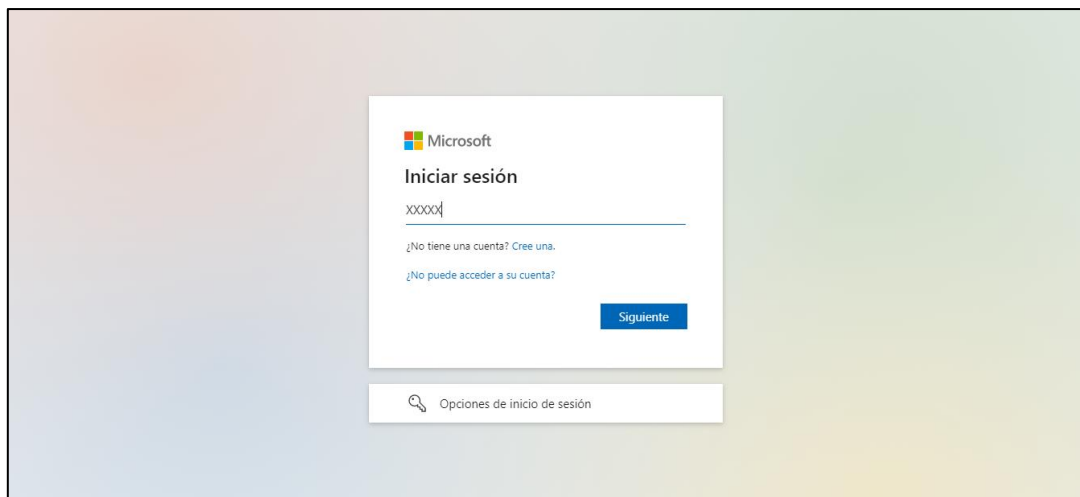 Microsoft
Iniciar sesión
XXXXX
¿No tiene una cuenta? Cree una.
¿No puede acceder a su cuenta?
Siguiente
Opciones de inicio de sesión